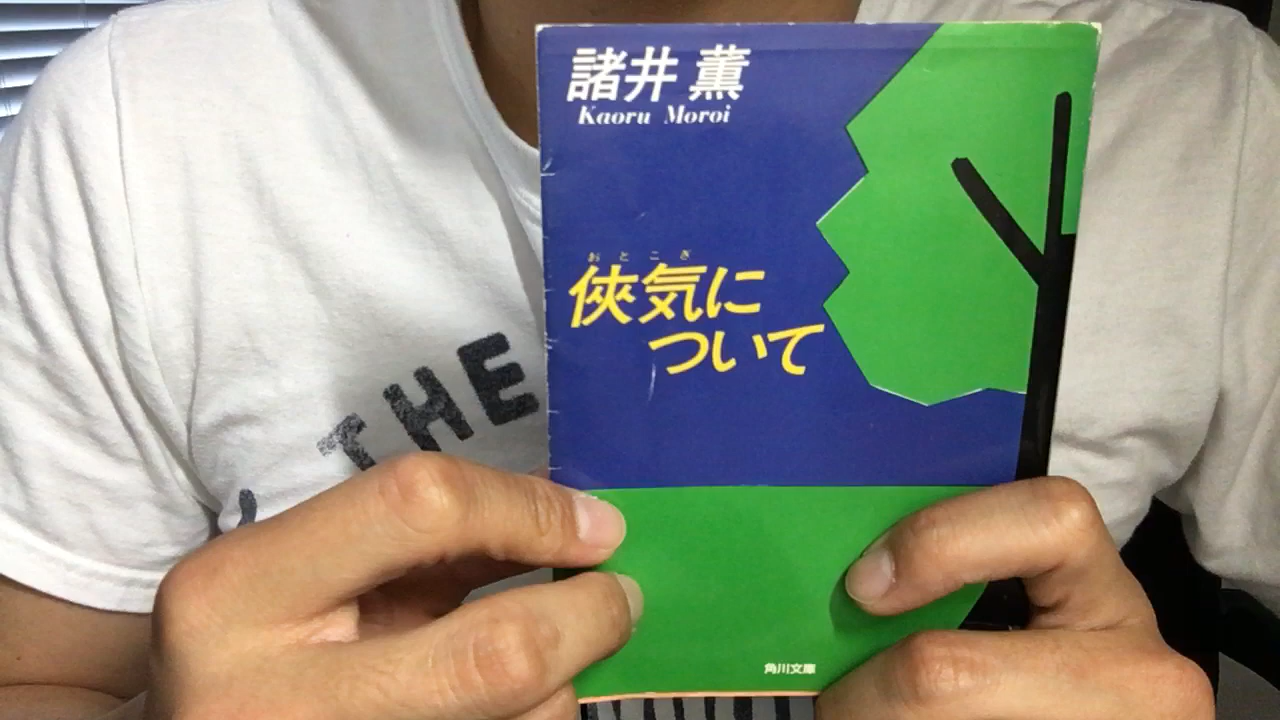 諸井 薫
Kaoru Moroi
おとこぎ
俠気に
ついて
角川文庫
THE